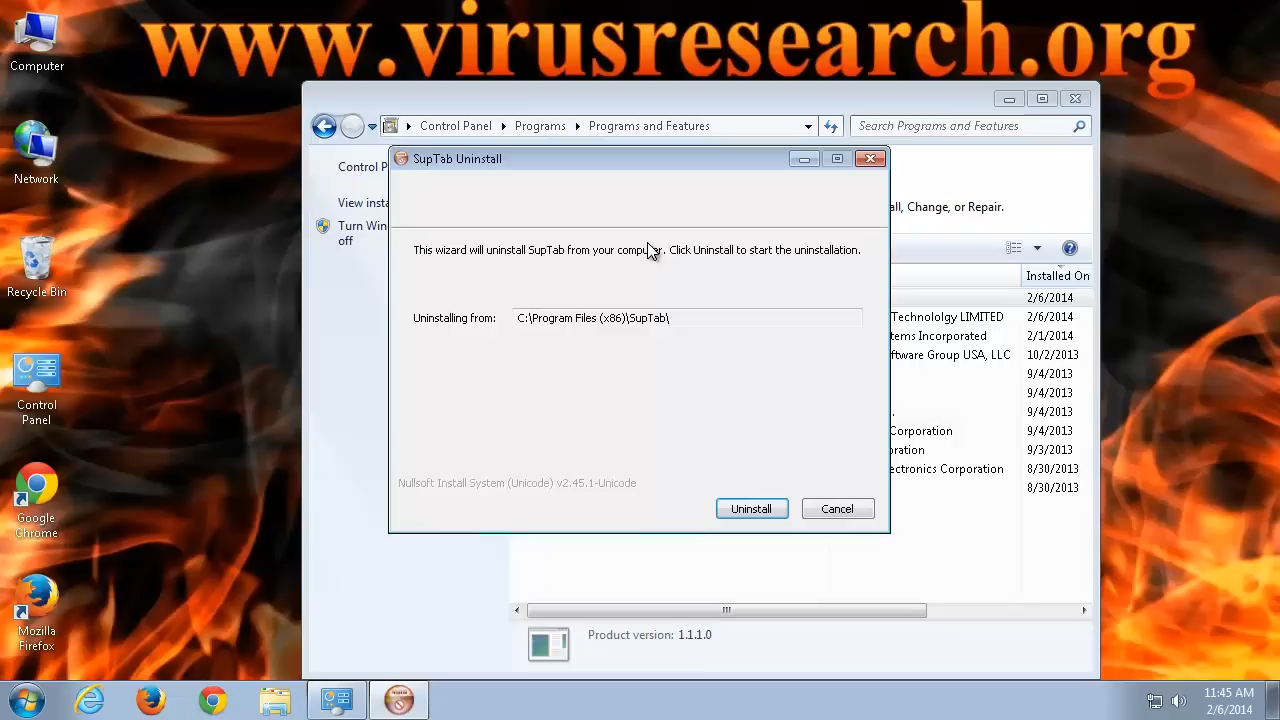 www.virusresearch.org
Computer
Network
Recycle Bin
Control
Panel
Google
Chrome
Mozilla
Firefox
Control Panel
Programs
Programs and Features
Search Programs and Features
Control P
View insta
Turn Win
off
all, Change, or Repair.
Installed On
2/6/2014
Technololgy LIMITED 2/6/2014
tems Incorporated 2/1/2014
ftware Group USA, LLC 10/2/2013
9/4/2013
9/4/2013
9/4/2013
Corporation 9/4/2013
ration 9/3/2013
ectronics Corporation 8/30/2013
8/30/2013
SupTab Uninstall
This wizard will uninstall SupTab from your computer. Click Uninstall to start the uninstallation.
Uninstalling from: C:\Program Files (x86)\SupTab\
Nullsoft Install System (Unicode) v2.45.1-Unicode
Uninstall
Cancel
Product version: 1.1.1.0
11:45 AM
2/6/2014